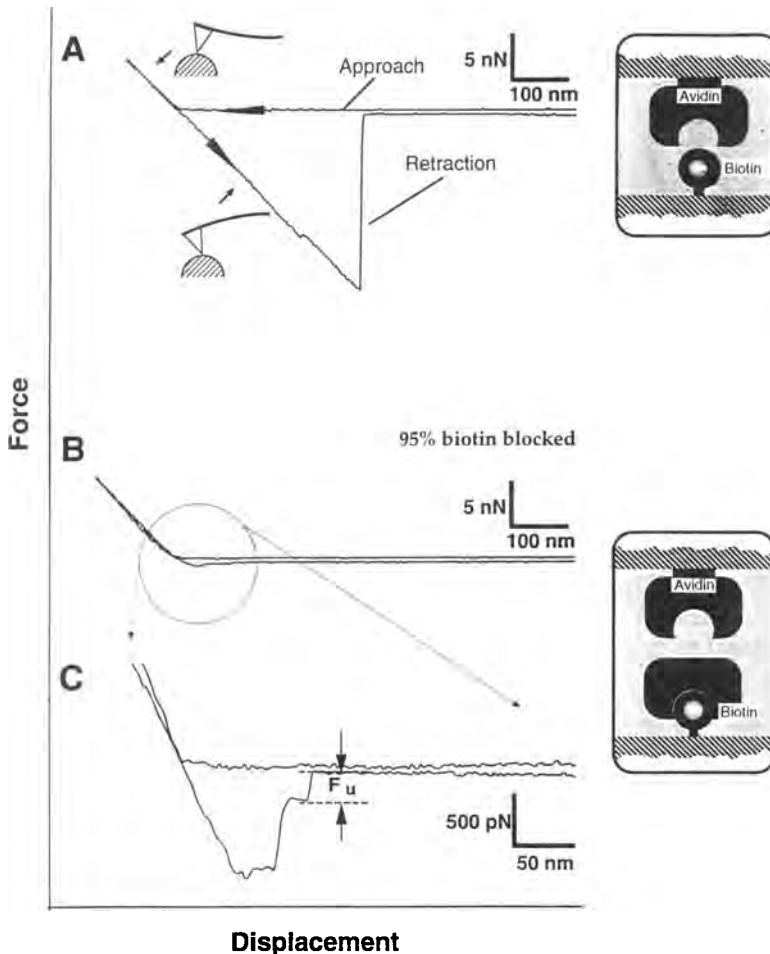 A
Approach
5 nN
100 nm
Retraction
Avidin
Biotin
Force
B
95% biotin blocked
5 nN
100 nm
C
F u
500 pN
50 nm
Avidin
Biotin
Displacement